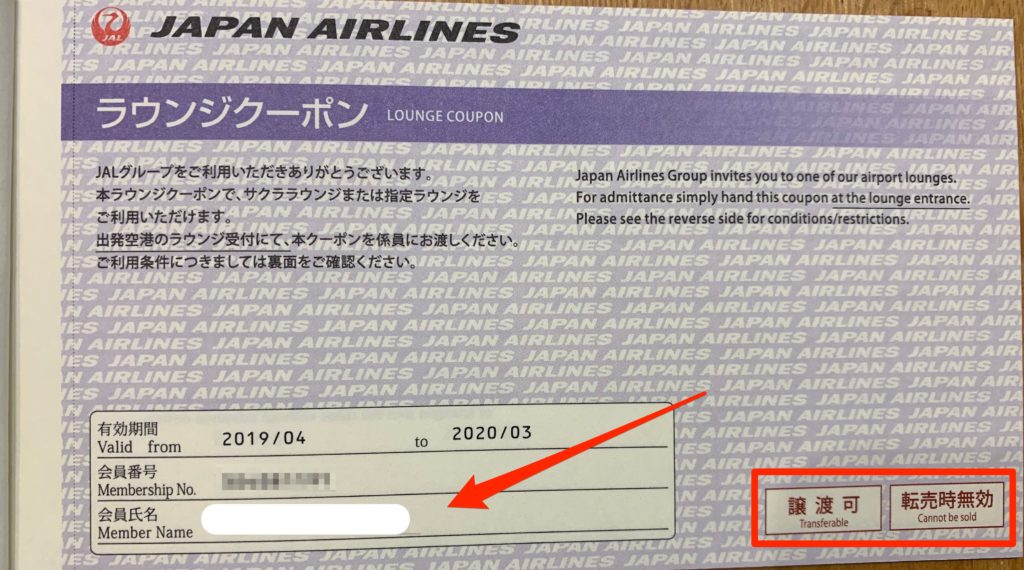 JAL
JAPAN AIRLINES
ラウンジクーポン LOUNGE COUPON
JALグループをご利用いただきありがとうございます。
本ラウンジクーポンで、サクララウンジまたは指定ラウンジを
ご利用いただけます。
出発空港のラウンジ受付にて、本クーポンを係員にお渡しください。
ご利用条件につきましては裏面をご確認ください。
Japan Airlines Group invites you to one of our airport lounges.
For admittance simply hand this coupon at the lounge entrance.
Please see the reverse side for conditions/restrictions.
有効期間
Valid from 2019/04 to 2020/03
会員番号
Membership No.
会員氏名
Member Name
譲渡可
Transferable
転売時無効
Cannot be sold